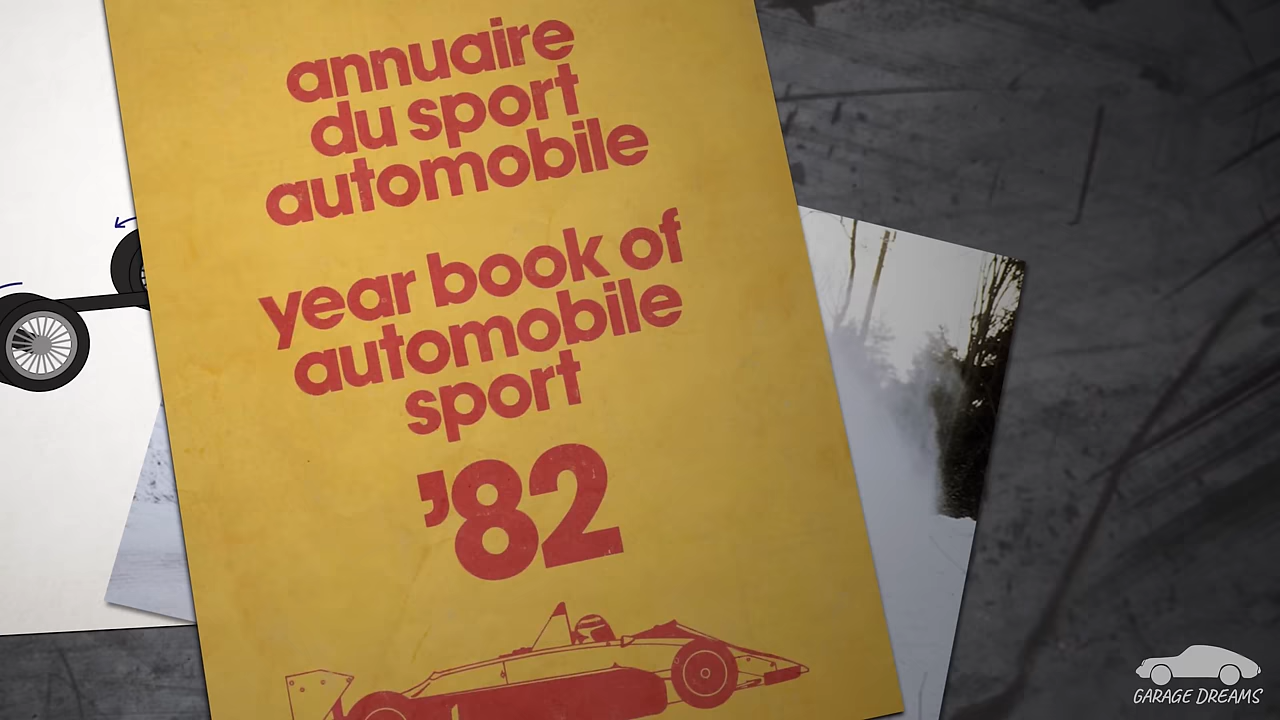 annuaire
du sport
automobile
year book of
automobile
sport
'82
GARAGE DREAMS